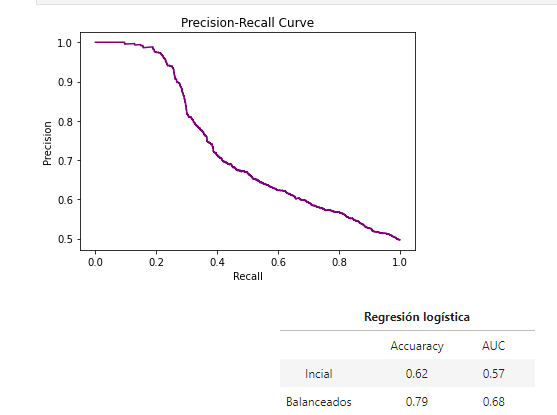 Precision-Recall Curve
1.0
0.9
0.8
0.7
0.6
0.5
Precision
0.0 0.2 0.4 0.6 0.8 1.0
Recall
Regresión logística
Accuaracy AUC
Incial 0.62 0.57
Balanceados 0.79 0.68